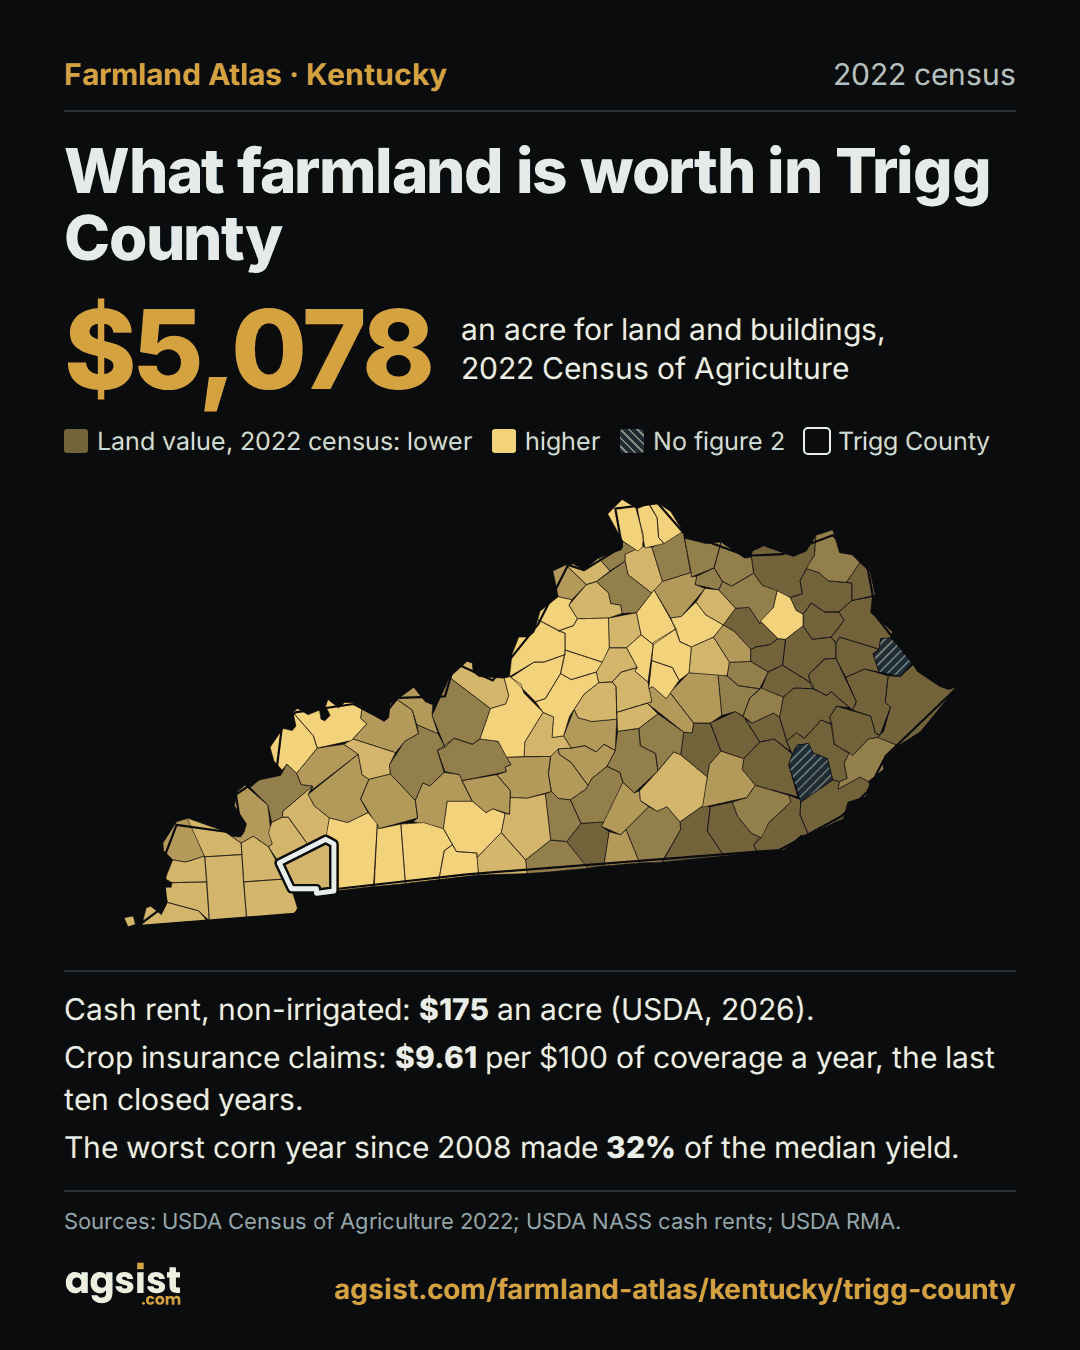 Farmland Atlas · Kentucky
2022 census
What farmland is worth in Trigg
County
$5,078
an acre for land and buildings,
2022 Census of Agriculture
Land value, 2022 census: lower
higher
No figure 2
Trigg County
Cash rent, non-irrigated: $175 an acre (USDA, 2026).
Crop insurance claims: $9.61 per $100 of coverage a year, the last
ten closed years.
The worst corn year since 2008 made 32% of the median yield.
Sources: USDA Census of Agriculture 2022; USDA NASS cash rents; USDA RMA.
agsist
.com
agsist.com/farmland-atlas/kentucky/trigg-county